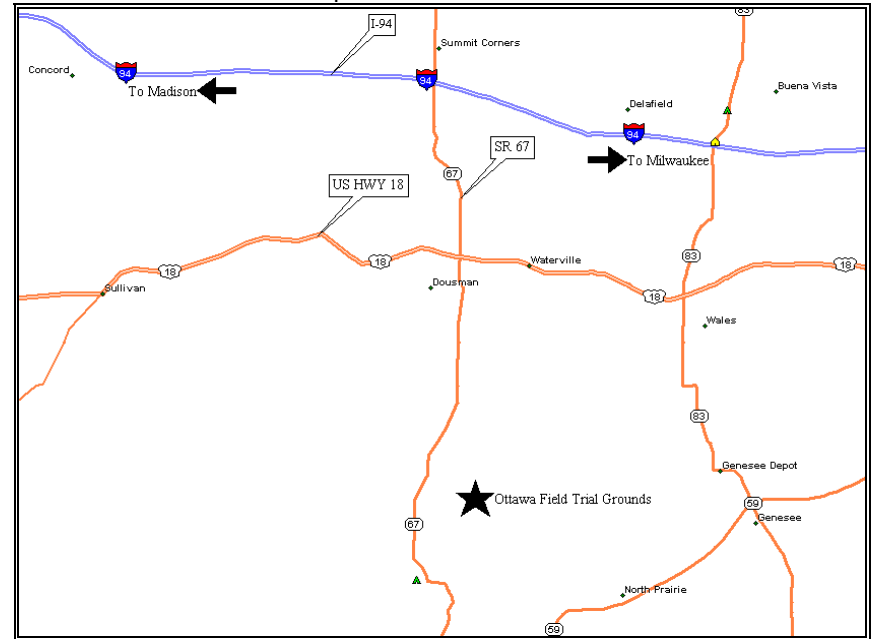 83
I-94
Summit Corners
Concord
94
94
To Madison
Buena Vista
Delafield
94
SR 67
To Milwaukee
67
US HWY 18
83
18
18
Waterville
18
Sullivan
Dousman
18
Wales
83
Genesee Depot
Ottawa Field Trial Grounds
59
67
Genesee
North Prairie
59